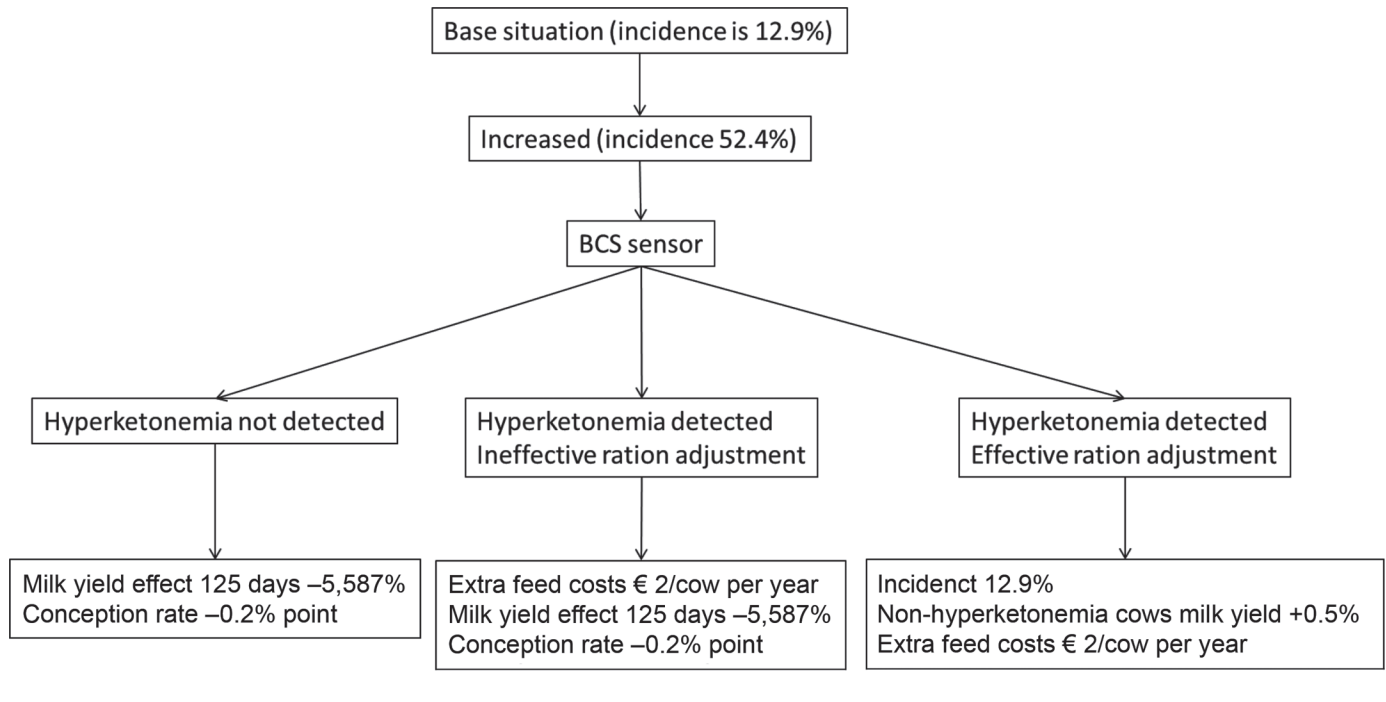 Base situation (incidence is 12.9%)
Increased (incidence 52.4%)
BCS sensor
Hyperketonemia not detected
Hyperketonemia detected
Ineffective ration adjustment
Hyperketonemia detected
Effective ration adjustment
Milk yield effect 125 days –5,587%
Conception rate –0.2% point
Extra feed costs € 2/cow per year
Milk yield effect 125 days –5,587%
Conception rate –0.2% point
Incidenct 12.9%
Non-hyperketonemia cows milk yield +0.5%
Extra feed costs € 2/cow per year